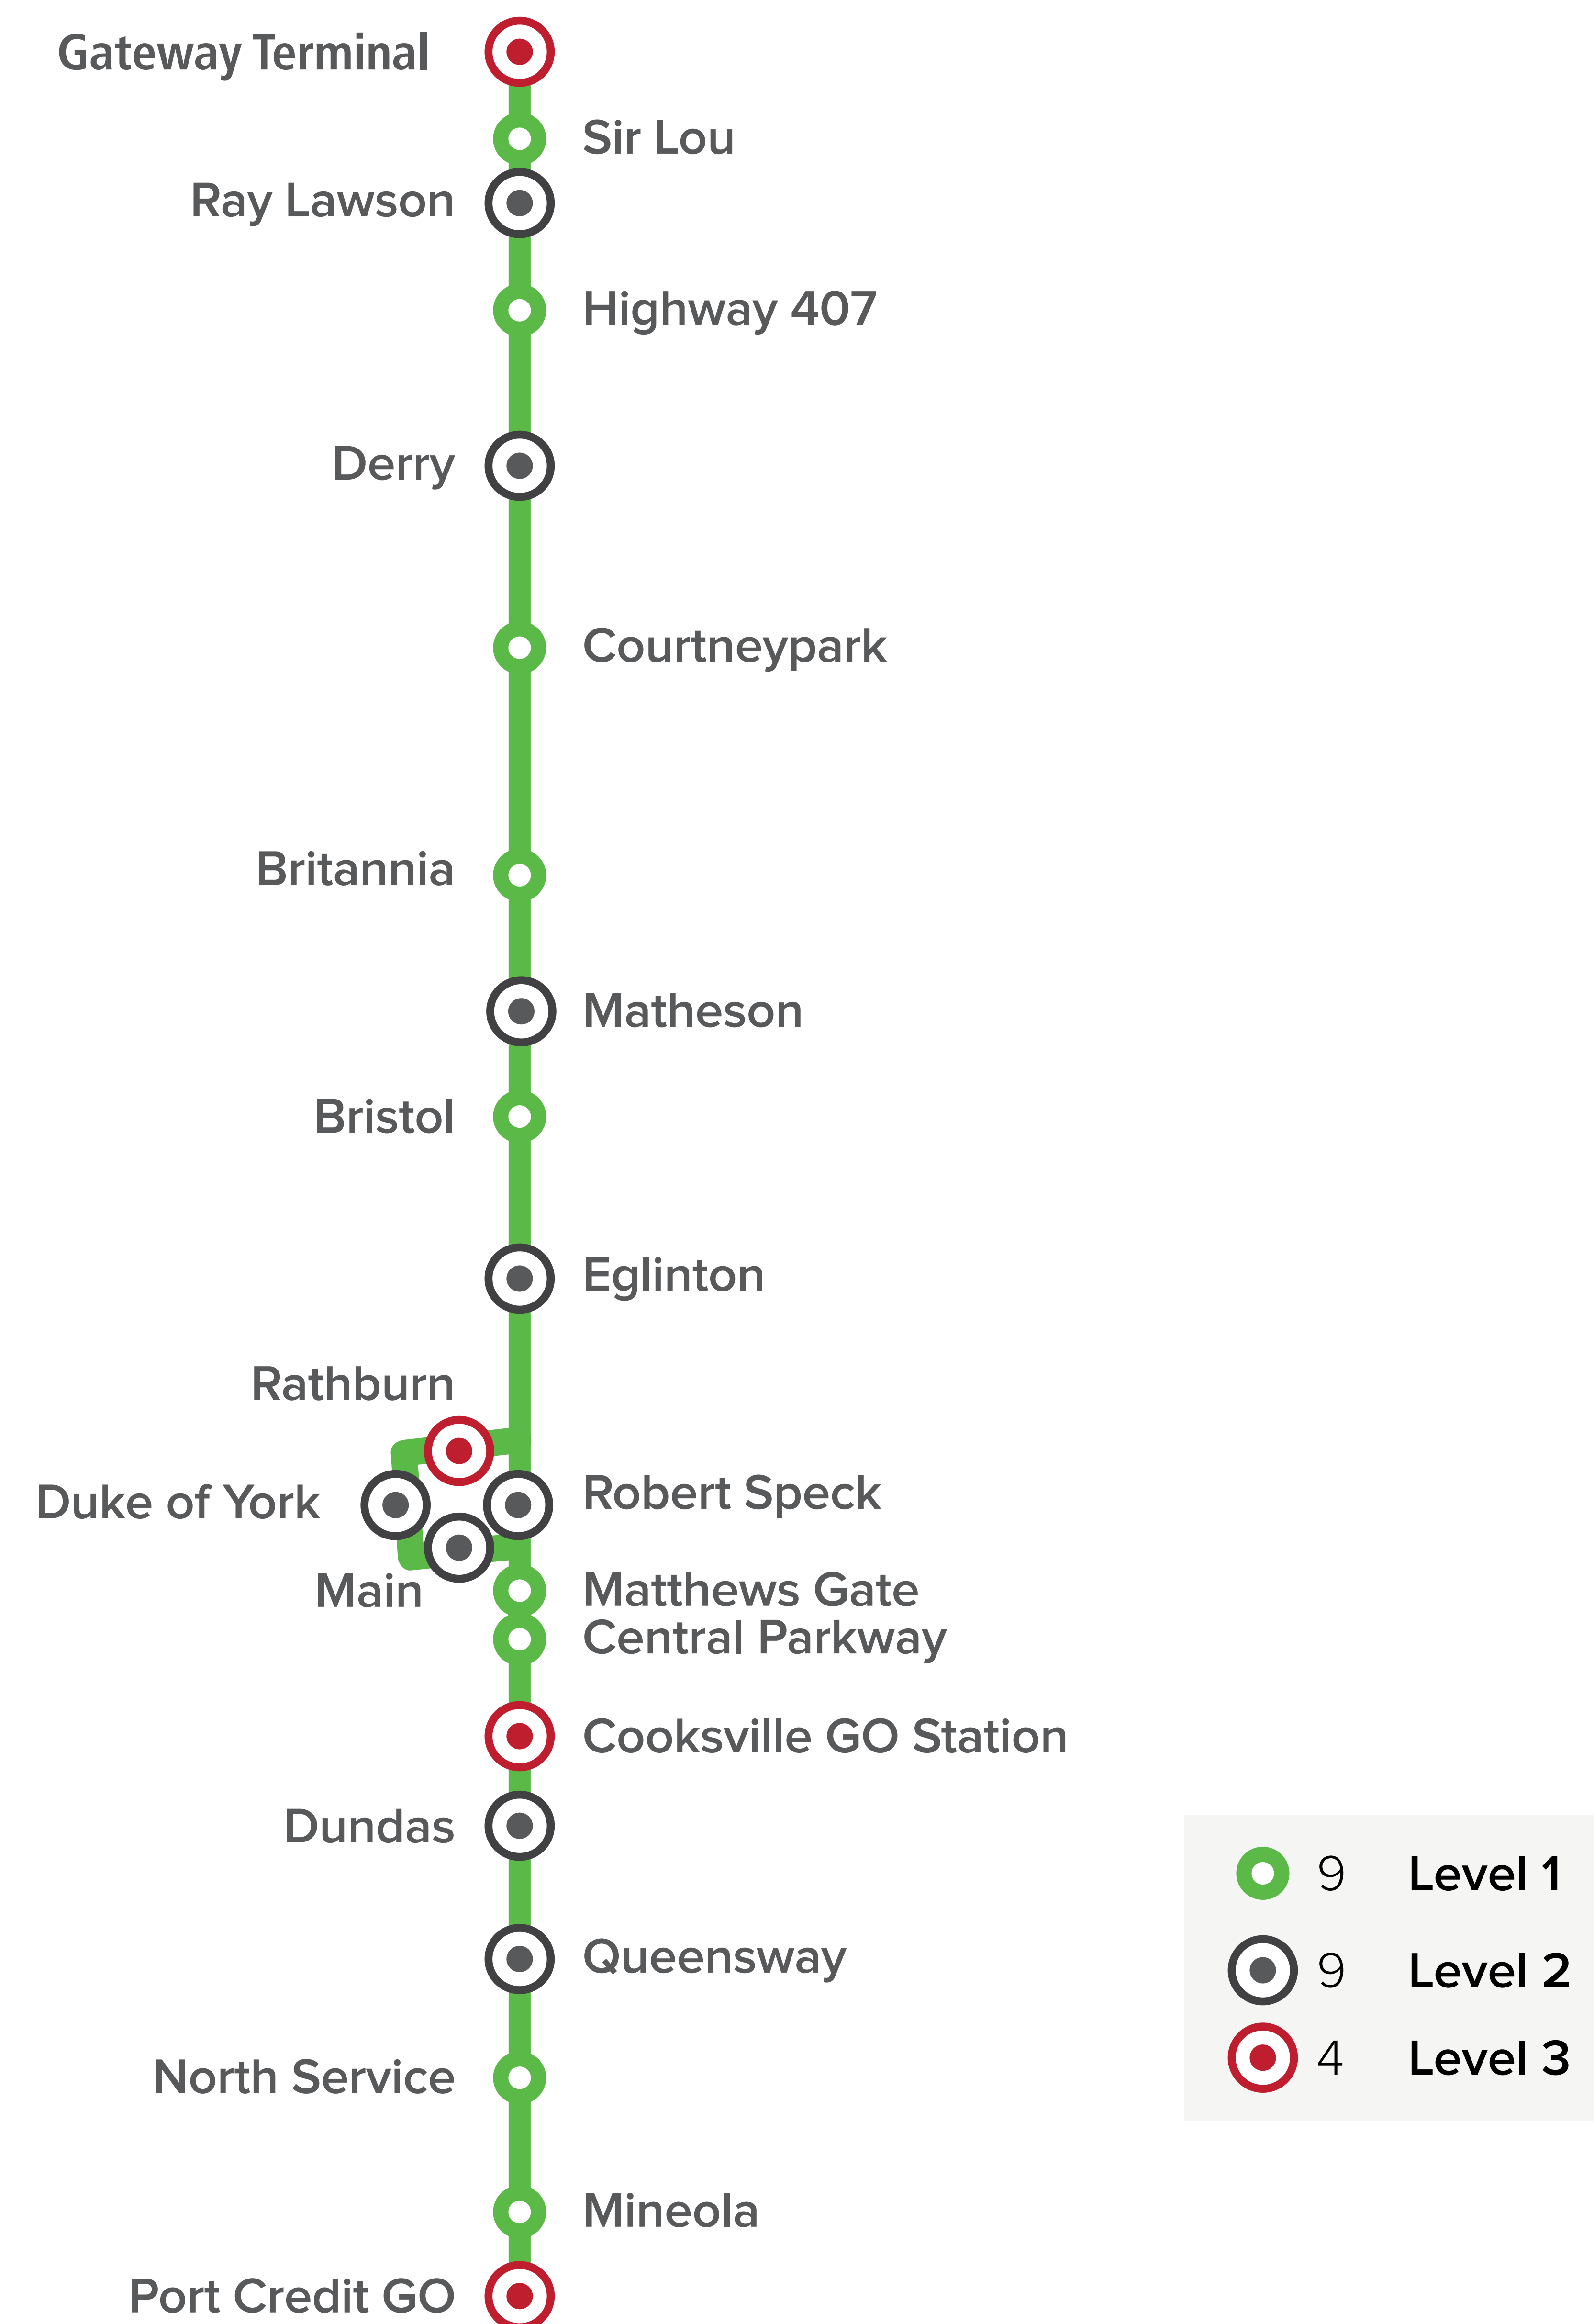 Gateway Terminal
Sir Lou
Ray Lawson
Highway 407
Derry
Courtneypark
Britannia
Matheson
Bristol
Eglinton
Rathburn
Duke of York
Robert Speck
Main
Matthews Gate
Central Parkway
Cooksville GO Station
Dundas
Queensway
North Service
Mineola
Port Credit GO
9 Level 1
9 Level 2
4 Level 3